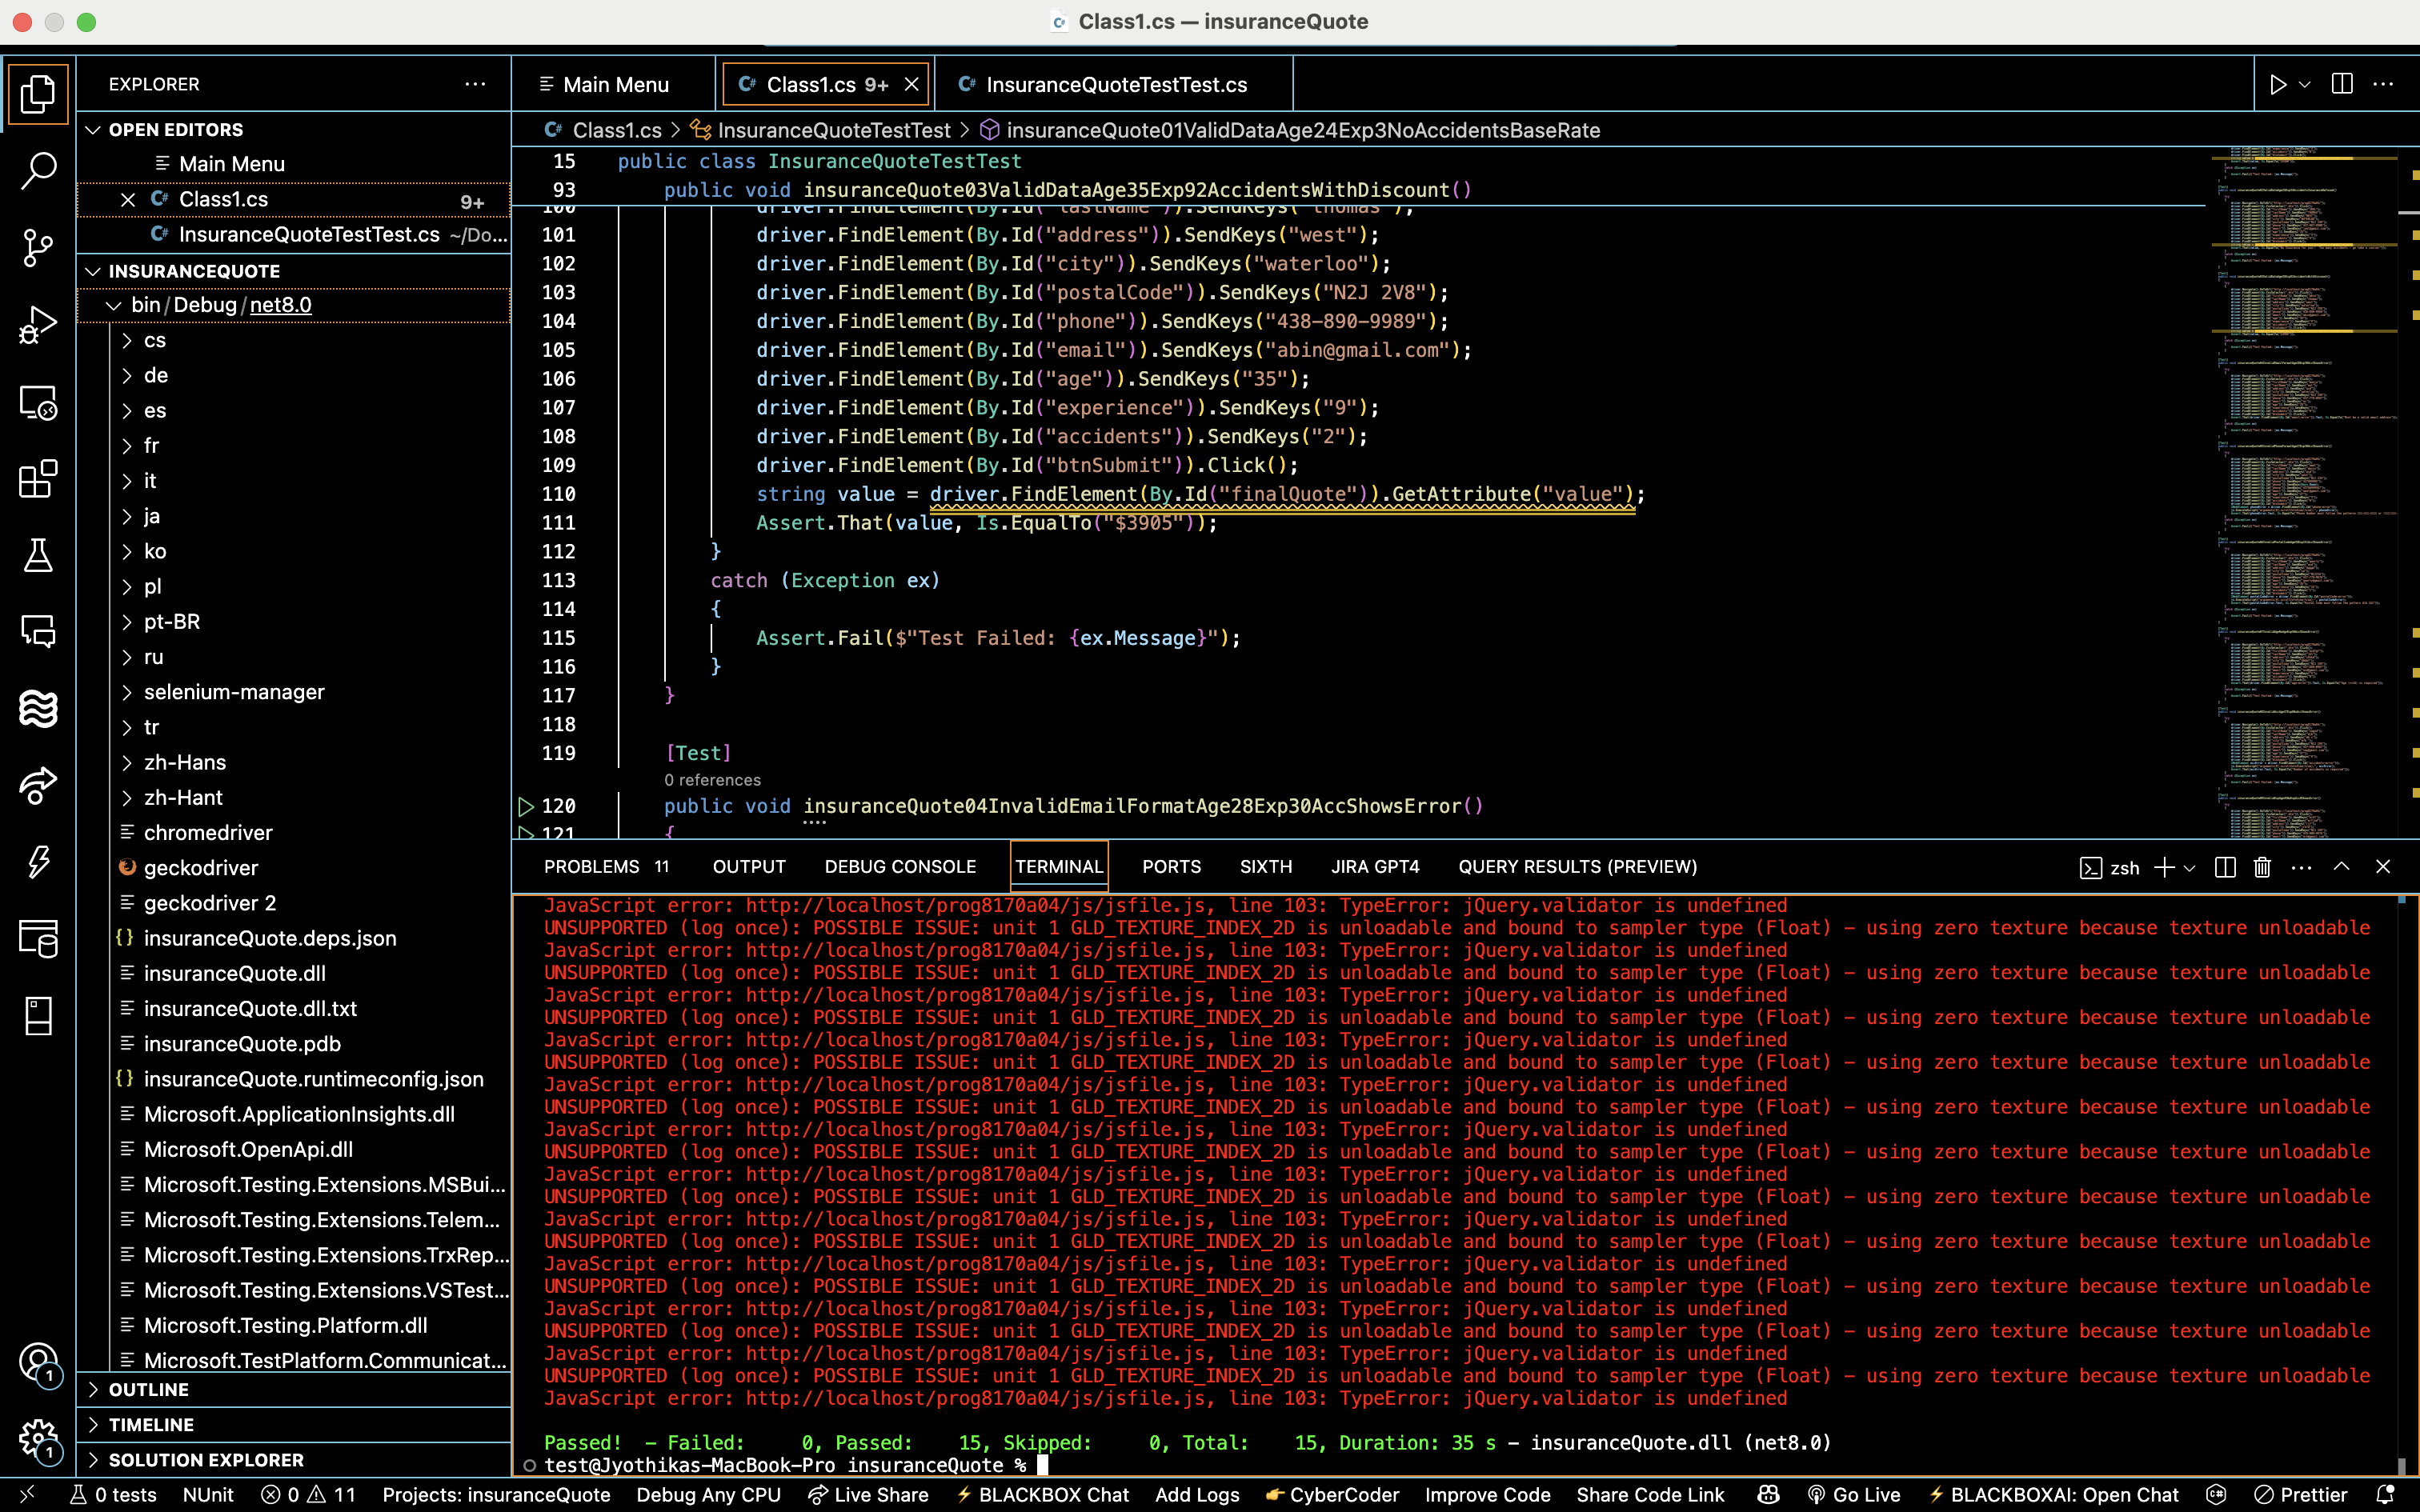 Class1.cs — insuranceQuote
EXPLORER
OPEN EDITORS
Main Menu
Class1.cs 9+
InsuranceQuoteTestTest.cs ~/Do...
INSURANCEQUOTE
bin/Debug/net8.0
cs
de
es
fr
it
ja
ko
pl
pt-BR
ru
selenium-manager
tr
zh-Hans
zh-Hant
chromedriver
geckodriver
geckodriver 2
insuranceQuote.deps.json
insuranceQuote.dll
insuranceQuote.dll.txt
insuranceQuote.pdb
insuranceQuote.runtimeconfig.json
Microsoft.ApplicationInsights.dll
Microsoft.OpenApi.dll
Microsoft.Testing.Extensions.MSBui...
Microsoft.Testing.Extensions.Telem...
Microsoft.Testing.Extensions.TrxRep...
Microsoft.Testing.Extensions.VSTest...
Microsoft.Testing.Platform.dll
Microsoft.TestPlatform.Communicat...
OUTLINE
TIMELINE
SOLUTION EXPLORER
Main Menu Class1.cs 9+ InsuranceQuoteTestTest.cs
Class1.cs > InsuranceQuoteTestTest > insuranceQuote01ValidDataAge24Exp3NoAccidentsBaseRate
15 public class InsuranceQuoteTestTest
93 public void insuranceQuote03ValidDataAge35Exp92AccidentsWithDiscount()
100 driver.FindElement(By.Id("lastName")).SendKeys("thomas");
101 driver.FindElement(By.Id("address")).SendKeys("west");
102 driver.FindElement(By.Id("city")).SendKeys("waterloo");
103 driver.FindElement(By.Id("postalCode")).SendKeys("N2J 2V8");
104 driver.FindElement(By.Id("phone")).SendKeys("438-890-9989");
105 driver.FindElement(By.Id("email")).SendKeys("abin@gmail.com");
106 driver.FindElement(By.Id("age")).SendKeys("35");
107 driver.FindElement(By.Id("experience")).SendKeys("9");
108 driver.FindElement(By.Id("accidents")).SendKeys("2");
109 driver.FindElement(By.Id("btnSubmit")).Click();
110 string value = driver.FindElement(By.Id("finalQuote")).GetAttribute("value");
111 Assert.That(value, Is.EqualTo("$3905"));
112 }
113 catch (Exception ex)
114 {
115 Assert.Fail($"Test Failed: {ex.Message}");
116 }
117 }
118
119 [Test]
0 references
120 public void insuranceQuote04InvalidEmailFormatAge28Exp30AccShowsError()
121 {
PROBLEMS 11 OUTPUT DEBUG CONSOLE TERMINAL PORTS SIXTH JIRA GPT4 QUERY RESULTS (PREVIEW) zsh
JavaScript error: http://localhost/prog8170a04/js/jsfile.js, line 103: TypeError: jQuery.validator is undefined
UNSUPPORTED (log once): POSSIBLE ISSUE: unit 1 GLD_TEXTURE_INDEX_2D is unloadable and bound to sampler type (Float) – using zero texture because texture unloadable
JavaScript error: http://localhost/prog8170a04/js/jsfile.js, line 103: TypeError: jQuery.validator is undefined
UNSUPPORTED (log once): POSSIBLE ISSUE: unit 1 GLD_TEXTURE_INDEX_2D is unloadable and bound to sampler type (Float) – using zero texture because texture unloadable
JavaScript error: http://localhost/prog8170a04/js/jsfile.js, line 103: TypeError: jQuery.validator is undefined
UNSUPPORTED (log once): POSSIBLE ISSUE: unit 1 GLD_TEXTURE_INDEX_2D is unloadable and bound to sampler type (Float) – using zero texture because texture unloadable
JavaScript error: http://localhost/prog8170a04/js/jsfile.js, line 103: TypeError: jQuery.validator is undefined
UNSUPPORTED (log once): POSSIBLE ISSUE: unit 1 GLD_TEXTURE_INDEX_2D is unloadable and bound to sampler type (Float) – using zero texture because texture unloadable
JavaScript error: http://localhost/prog8170a04/js/jsfile.js, line 103: TypeError: jQuery.validator is undefined
UNSUPPORTED (log once): POSSIBLE ISSUE: unit 1 GLD_TEXTURE_INDEX_2D is unloadable and bound to sampler type (Float) – using zero texture because texture unloadable
JavaScript error: http://localhost/prog8170a04/js/jsfile.js, line 103: TypeError: jQuery.validator is undefined
UNSUPPORTED (log once): POSSIBLE ISSUE: unit 1 GLD_TEXTURE_INDEX_2D is unloadable and bound to sampler type (Float) – using zero texture because texture unloadable
JavaScript error: http://localhost/prog8170a04/js/jsfile.js, line 103: TypeError: jQuery.validator is undefined
UNSUPPORTED (log once): POSSIBLE ISSUE: unit 1 GLD_TEXTURE_INDEX_2D is unloadable and bound to sampler type (Float) – using zero texture because texture unloadable
JavaScript error: http://localhost/prog8170a04/js/jsfile.js, line 103: TypeError: jQuery.validator is undefined
UNSUPPORTED (log once): POSSIBLE ISSUE: unit 1 GLD_TEXTURE_INDEX_2D is unloadable and bound to sampler type (Float) – using zero texture because texture unloadable
JavaScript error: http://localhost/prog8170a04/js/jsfile.js, line 103: TypeError: jQuery.validator is undefined
UNSUPPORTED (log once): POSSIBLE ISSUE: unit 1 GLD_TEXTURE_INDEX_2D is unloadable and bound to sampler type (Float) – using zero texture because texture unloadable
JavaScript error: http://localhost/prog8170a04/js/jsfile.js, line 103: TypeError: jQuery.validator is undefined
UNSUPPORTED (log once): POSSIBLE ISSUE: unit 1 GLD_TEXTURE_INDEX_2D is unloadable and bound to sampler type (Float) – using zero texture because texture unloadable
JavaScript error: http://localhost/prog8170a04/js/jsfile.js, line 103: TypeError: jQuery.validator is undefined
UNSUPPORTED (log once): POSSIBLE ISSUE: unit 1 GLD_TEXTURE_INDEX_2D is unloadable and bound to sampler type (Float) – using zero texture because texture unloadable
JavaScript error: http://localhost/prog8170a04/js/jsfile.js, line 103: TypeError: jQuery.validator is undefined
Passed! – Failed: 0, Passed: 15, Skipped: 0, Total: 15, Duration: 35 s – insuranceQuote.dll (net8.0)
test@Jyothikas-MacBook-Pro insuranceQuote %
1
1
0 tests NUnit 0 11 Projects: insuranceQuote Debug Any CPU Live Share BLACKBOX Chat Add Logs CyberCoder Improve Code Share Code Link Go Live BLACKBOXAI: Open Chat Prettier